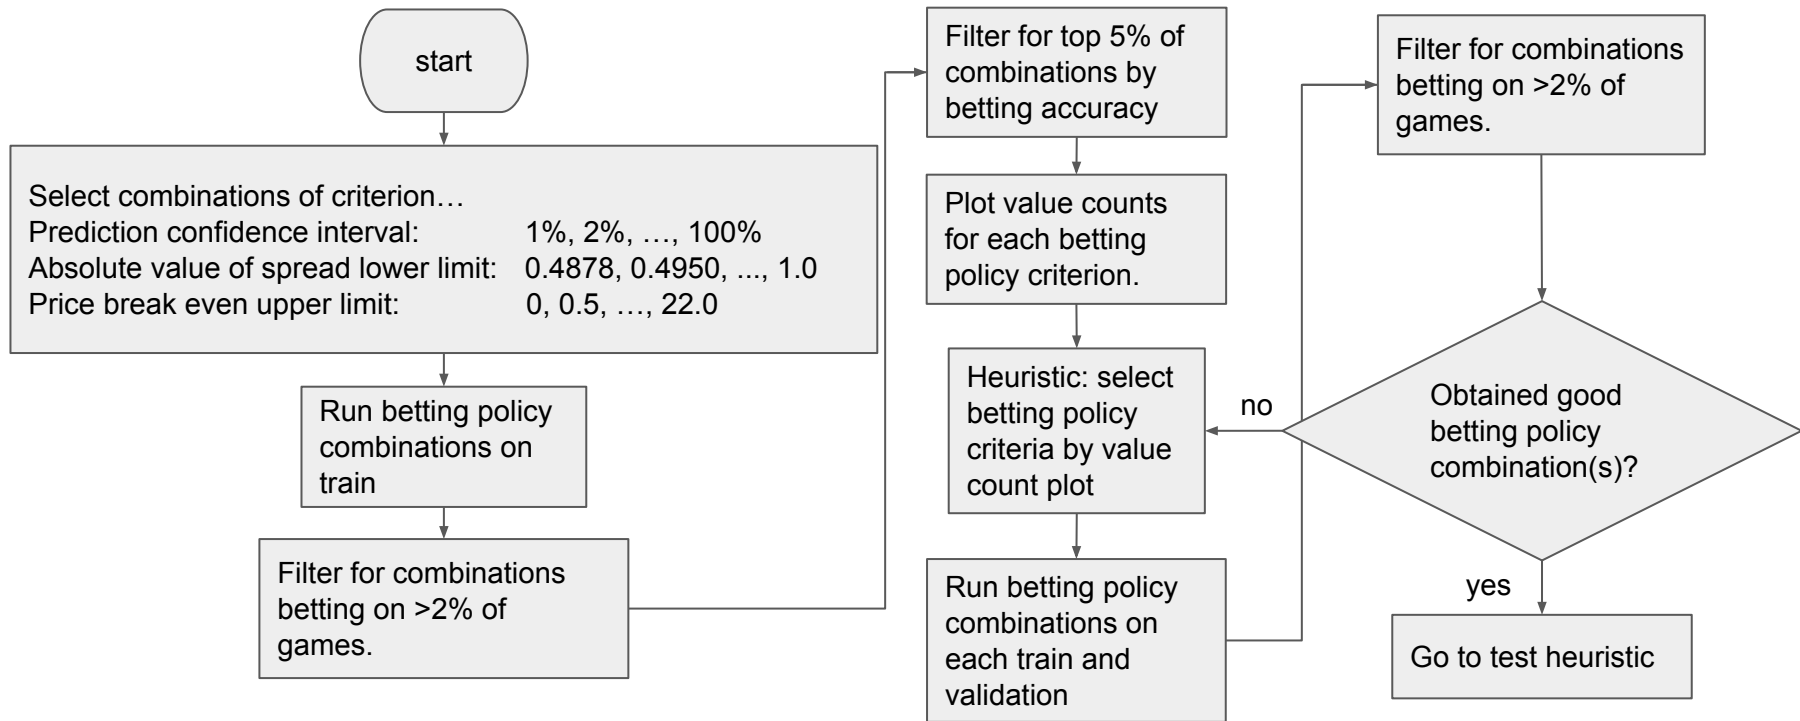 start
Select combinations of criterion…
Prediction confidence interval: 1%, 2%, …, 100%
Absolute value of spread lower limit: 0.4878, 0.4950, ..., 1.0
Price break even upper limit: 0, 0.5, …, 22.0
Run betting policy
combinations on
train
Filter for combinations
betting on >2% of
games.
Filter for top 5% of
combinations by
betting accuracy
Plot value counts
for each betting
policy criterion.
Heuristic: select
betting policy
criteria by value
count plot
Run betting policy
combinations on
each train and
validation
Filter for combinations
betting on >2% of
games.
Obtained good
betting policy
combination(s)?
no
yes
Go to test heuristic